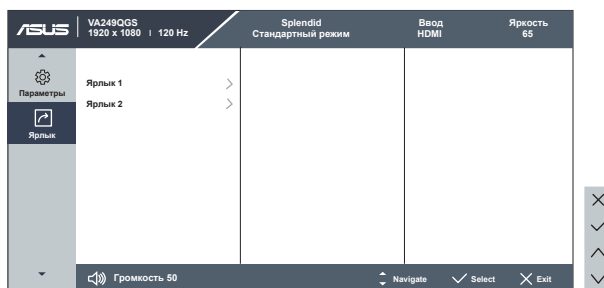 ASUS
VA249QGS
1920 x 1080 | 120 Hz
Splendid
Стандартный режим
Ввод
HDMI
Яркость
65
Параметры
Ярлык
Ярлык 1
Ярлык 2
Громкость 50
Navigate
Select
Exit